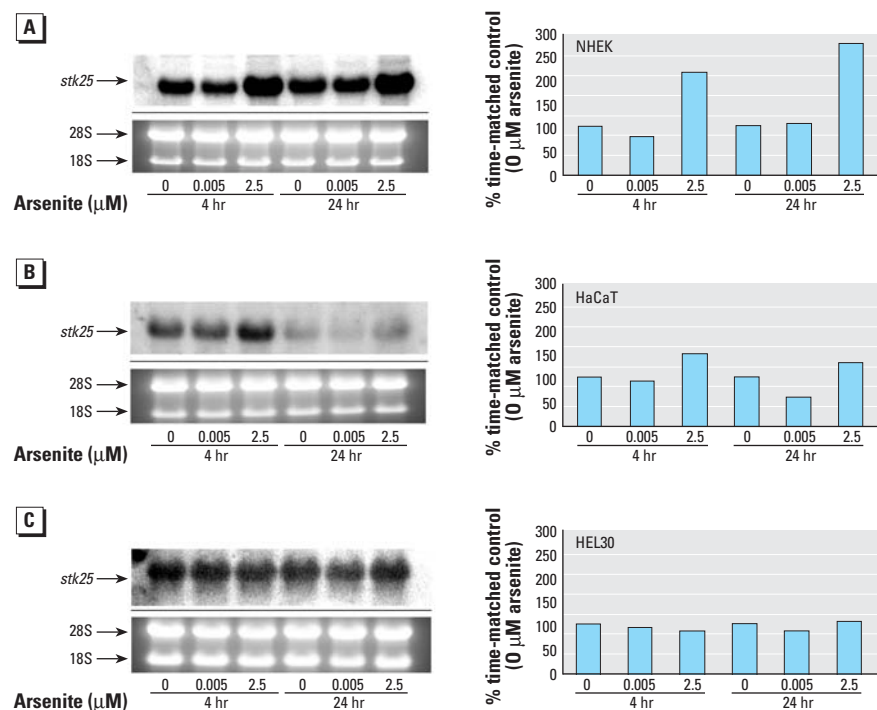 A
stk25
28S
18S
0 0.005 2.5 0 0.005 2.5
Arsenite (µM)
4 hr 24 hr
% time-matched control
(0 µM arsenite)
300
250
200
150
100
50
0
NHEK
0 0.005 2.5 0 0.005 2.5
4 hr 24 hr
B
stk25
28S
18S
0 0.005 2.5 0 0.005 2.5
Arsenite (µM)
4 hr 24 hr
% time-matched control
(0 µM arsenite)
300
250
200
150
100
50
0
HaCaT
0 0.005 2.5 0 0.005 2.5
4 hr 24 hr
C
stk25
28S
18S
0 0.005 2.5 0 0.005 2.5
Arsenite (µM)
4 hr 24 hr
% time-matched control
(0 µM arsenite)
300
250
200
150
100
50
0
HEL30
0 0.005 2.5 0 0.005 2.5
4 hr 24 hr